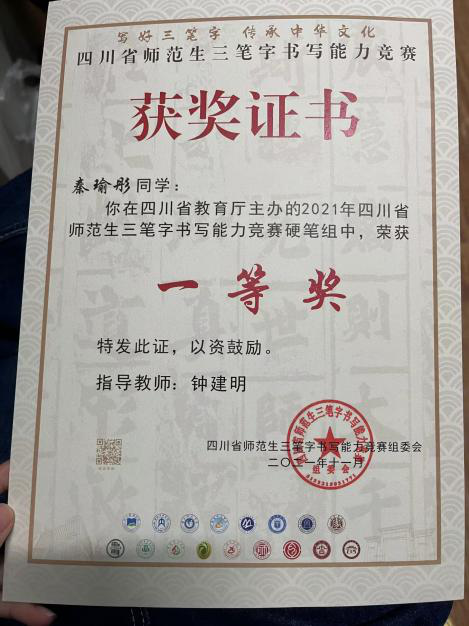 写好三笔字 传承中华文化
四川省师范生三笔字书写能力竞赛
获奖证书
秦瑜彤同学：
你在四川省教育厅主办的2021年四川省
师范生三笔字书写能力竞赛硬笔组中，荣获
一等奖
特发此证，以资鼓励。
指导教师：钟建明
四川省师范生三笔字书写能力竞赛组委会
二〇二一年十一月
组委会